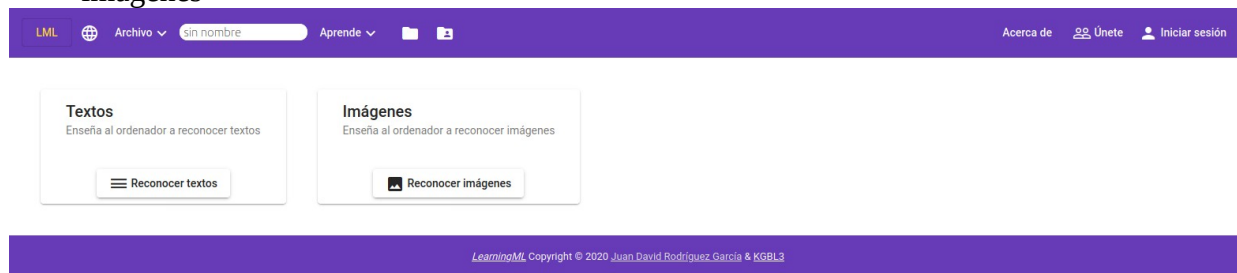 imágenes
LML Archivo sin nombre Aprende Acerca de Únete Iniciar sesión
Textos
Enseña al ordenador a reconocer textos
Reconocer textos
Imágenes
Enseña al ordenador a reconocer imágenes
Reconocer imágenes
LearningML Copyright © 2020 Juan David Rodríguez García & KGBL3